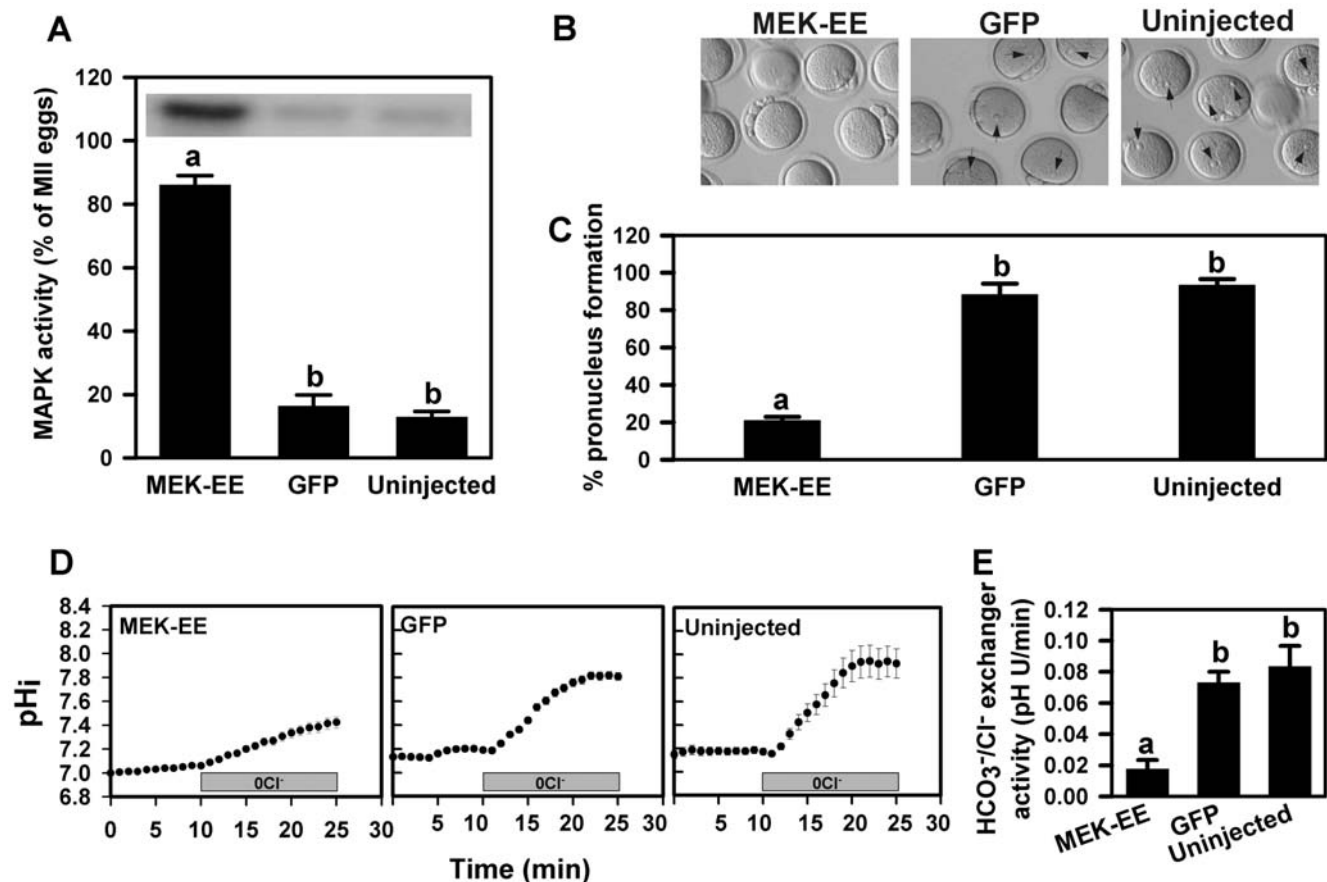 A
MAPK activity (% of MII eggs)
120
100
80
60
40
20
0
a
b
b
MEK-EE
GFP
Uninjected
B
MEK-EE
GFP
Uninjected
C
% pronucleus formation
120
100
80
60
40
20
0
a
b
b
MEK-EE
GFP
Uninjected
D
pHi
8.4
8.2
8.0
7.8
7.6
7.4
7.2
7.0
6.8
MEK-EE
GFP
Uninjected
0Cl-
0Cl-
0Cl-
0 5 10 15 20 25 30
5 10 15 20 25 30
5 10 15 20 25 30
Time (min)
E
HCO3-/Cl- exchanger
activity (pH U/min)
0.12
0.10
0.08
0.06
0.04
0.02
0.00
a
b
b
MEK-EE
GFP
Uninjected